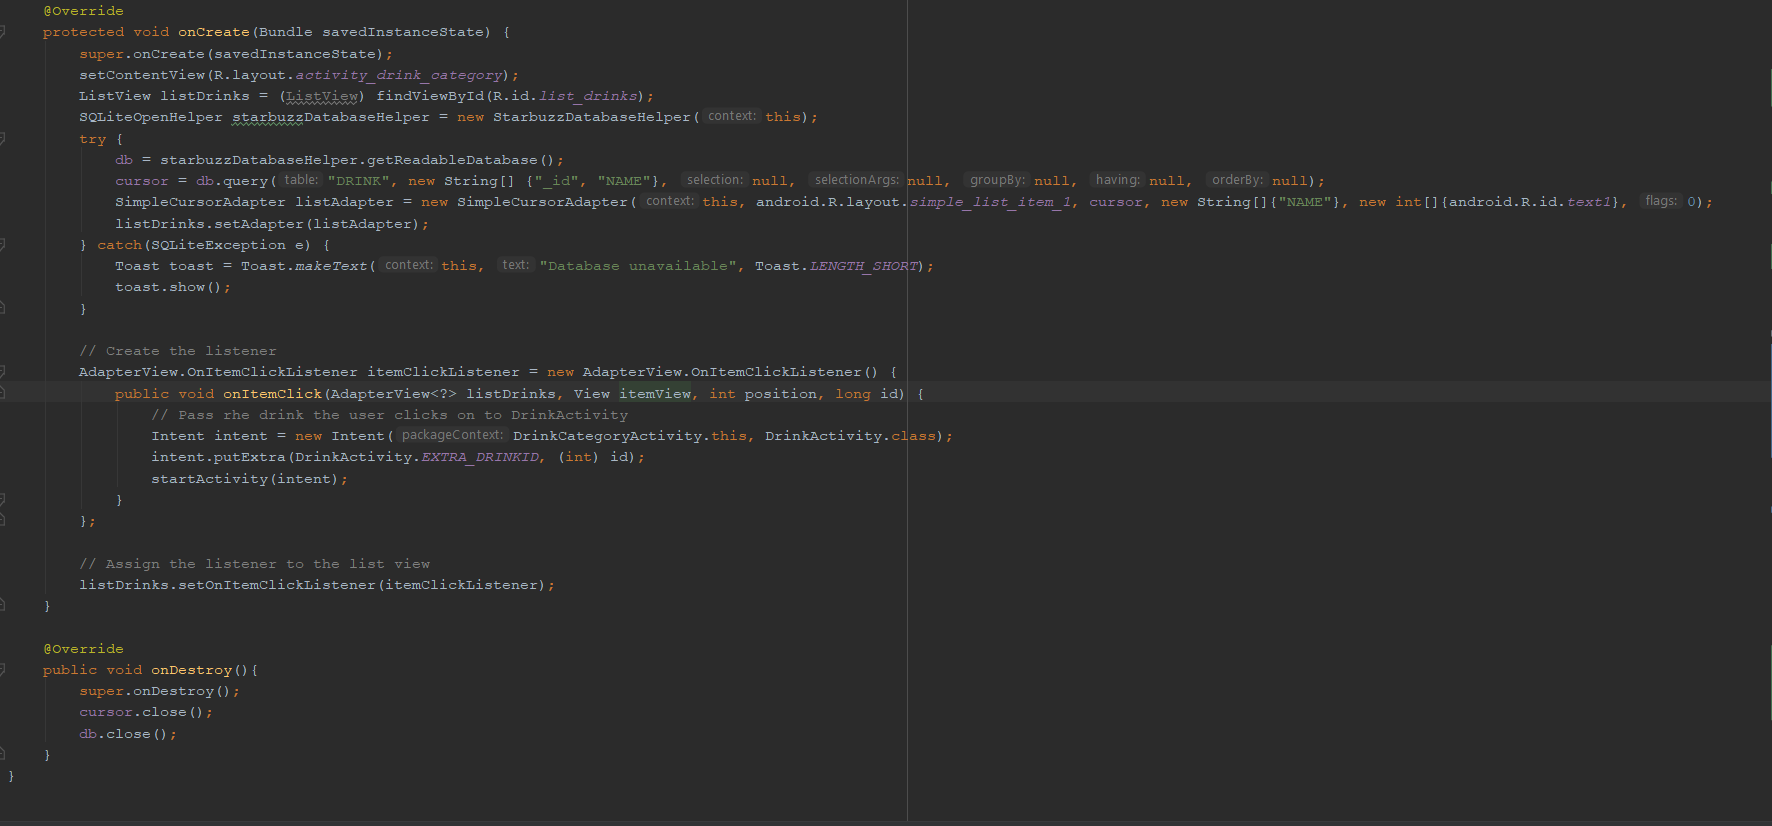 @Override
protected void onCreate(Bundle savedInstanceState) {
super.onCreate(savedInstanceState);
setContentView(R.layout.activity_drink_category);
ListView listDrinks = (ListView) findViewById(R.id.list_drinks);
SQLiteOpenHelper starbuzzDatabaseHelper = new StarbuzzDatabaseHelper( context: this);
try {
db = starbuzzDatabaseHelper.getReadableDatabase();
cursor = db.query( table: "DRINK", new String[] {"_id", "NAME"}, selection: null, selectionArgs: null, groupBy: null, having: null, orderBy: null);
SimpleCursorAdapter listAdapter = new SimpleCursorAdapter( context: this, android.R.layout.simple_list_item_1, cursor, new String[]{"NAME"}, new int[]{android.R.id.text1}, flags: 0);
listDrinks.setAdapter(listAdapter);
} catch(SQLiteException e) {
Toast toast = Toast.makeText( context: this, text: "Database unavailable", Toast.LENGTH_SHORT);
toast.show();
}
// Create the listener
AdapterView.OnItemClickListener itemClickListener = new AdapterView.OnItemClickListener() {
public void onItemClick(AdapterView<?> listDrinks, View itemView, int position, long id) {
// Pass rhe drink the user clicks on to DrinkActivity
Intent intent = new Intent( packageContext: DrinkCategoryActivity.this, DrinkActivity.class);
intent.putExtra(DrinkActivity.EXTRA_DRINKID, (int) id);
startActivity(intent);
}
};
// Assign the listener to the list view
listDrinks.setOnItemClickListener(itemClickListener);
}
@Override
public void onDestroy(){
super.onDestroy();
cursor.close();
db.close();
}
}